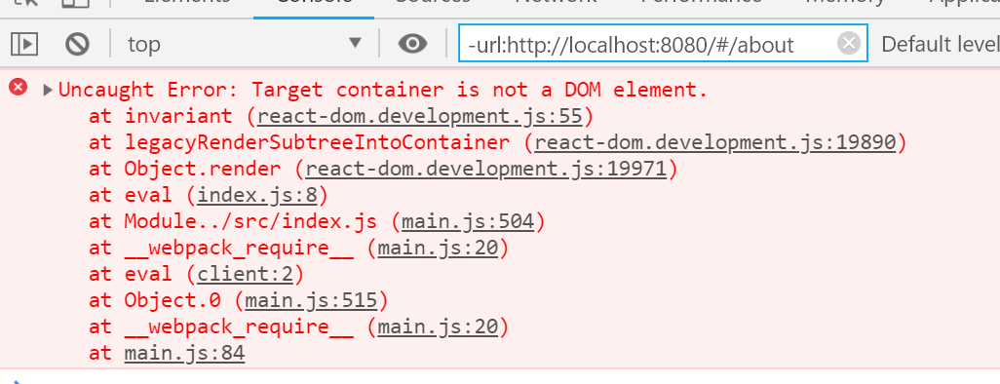 Elements Console Sources Network Performance Memory Applica
top -url:http://localhost:8080/#/about Default level
Uncaught Error: Target container is not a DOM element.
at invariant (react-dom.development.js:55)
at legacyRenderSubtreeIntoContainer (react-dom.development.js:19890)
at Object.render (react-dom.development.js:19971)
at eval (index.js:8)
at Module../src/index.js (main.js:504)
at __webpack_require__ (main.js:20)
at eval (client:2)
at Object.0 (main.js:515)
at __webpack_require__ (main.js:20)
at main.js:84